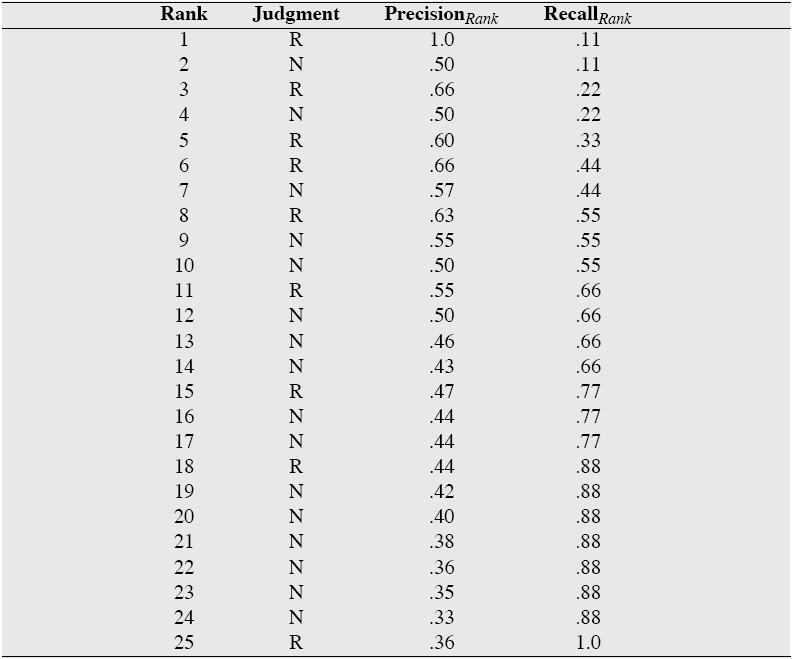 Rank Judgment Precision_Rank Recall_Rank
1 R 1.0 .11
2 N .50 .11
3 R .66 .22
4 N .50 .22
5 R .60 .33
6 R .66 .44
7 N .57 .44
8 R .63 .55
9 N .55 .55
10 N .50 .55
11 R .55 .66
12 N .50 .66
13 N .46 .66
14 N .43 .66
15 R .47 .77
16 N .44 .77
17 N .44 .77
18 R .44 .88
19 N .42 .88
20 N .40 .88
21 N .38 .88
22 N .36 .88
23 N .35 .88
24 N .33 .88
25 R .36 1.0